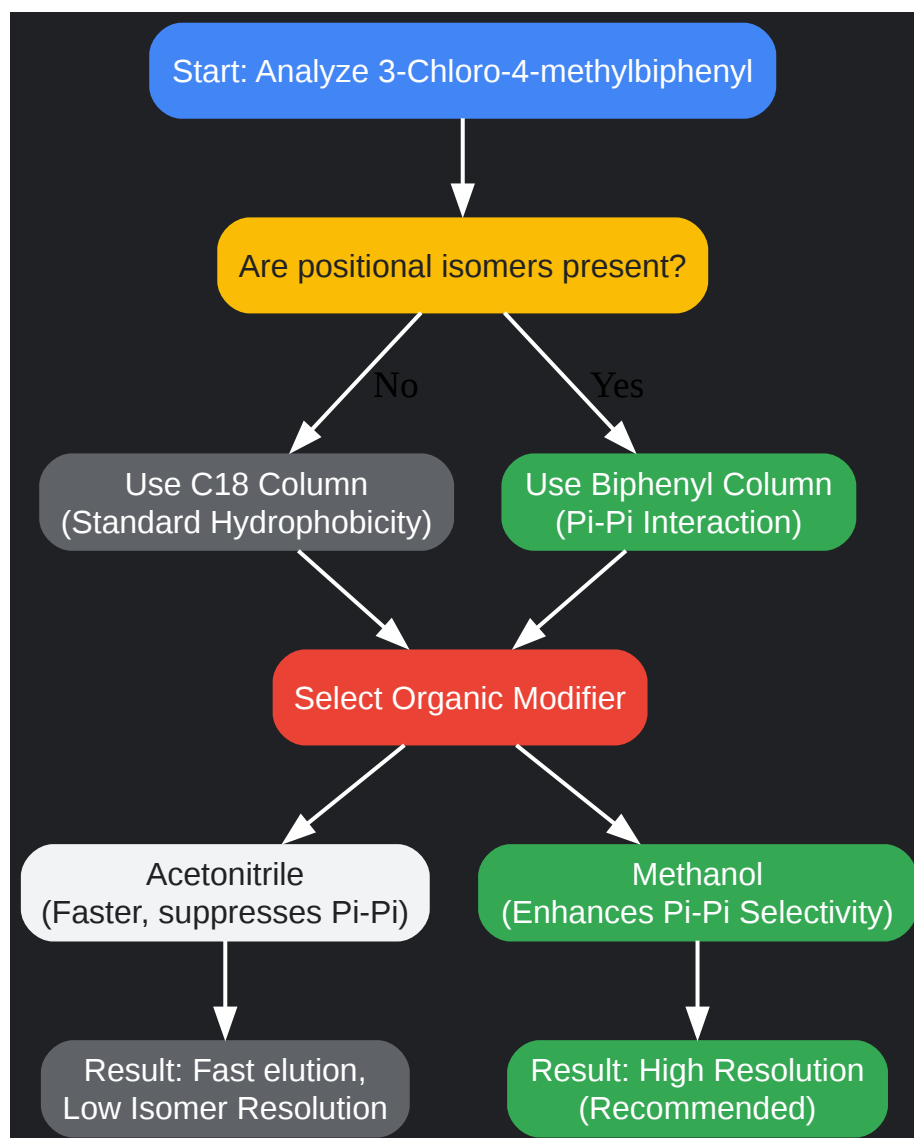 Start: Analyze 3-Chloro-4-methylbiphenyl
Are positional isomers present?
No
Yes
Use C18 Column
(Standard Hydrophobicity)
Use Biphenyl Column
(Pi-Pi Interaction)
Select Organic Modifier
Acetonitrile
(Faster, suppresses Pi-Pi)
Methanol
(Enhances Pi-Pi Selectivity)
Result: Fast elution,
Low Isomer Resolution
Result: High Resolution
(Recommended)